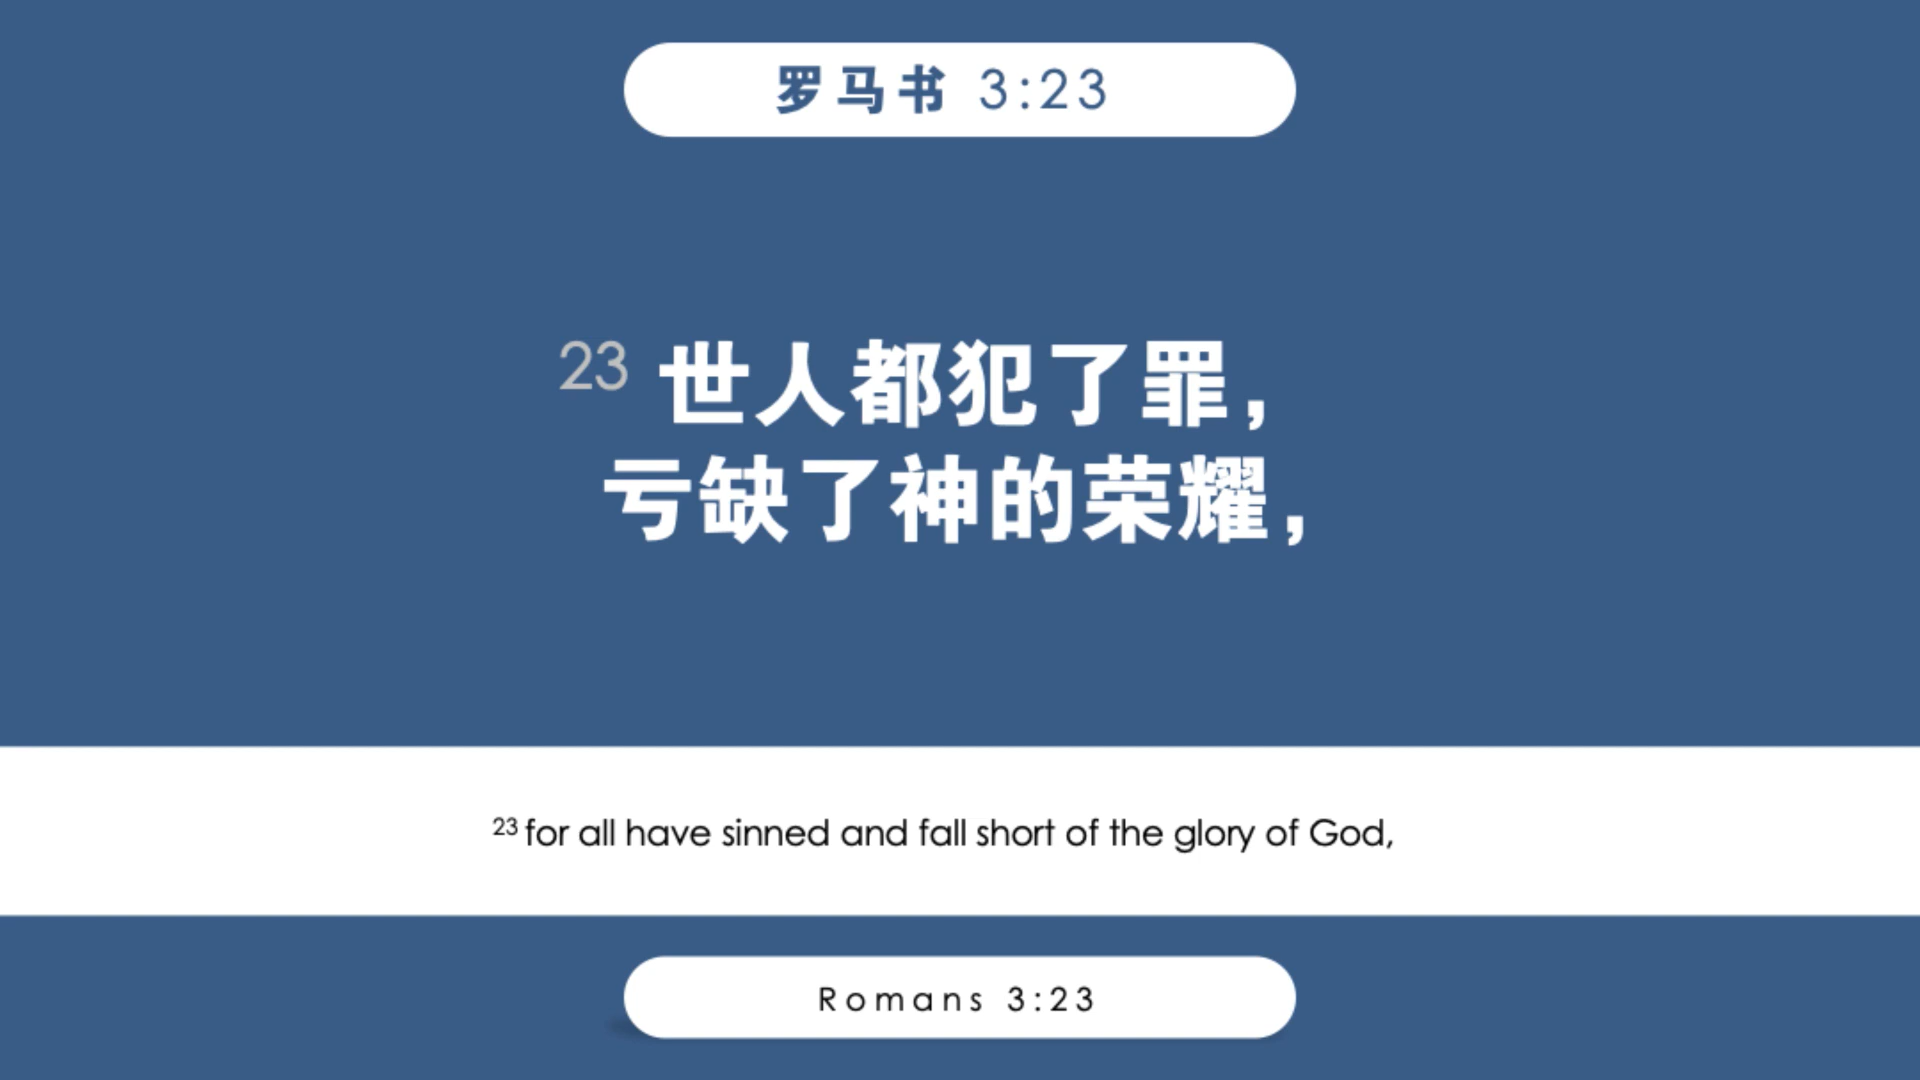 罗马书 3:23
23 世人都犯了罪，
亏缺了神的荣耀，
23 for all have sinned and fall short of the glory of God,
Romans 3:23